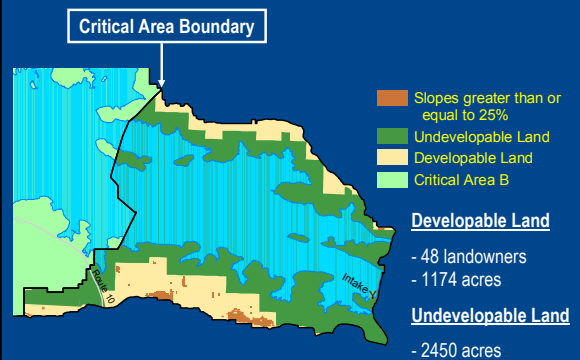 Critical Area Boundary
Slopes greater than or
equal to 25%
Undevelopable Land
Developable Land
Critical Area B
Developable Land
- 48 landowners
- 1174 acres
Undevelopable Land
- 2450 acres
Route 10
Intake